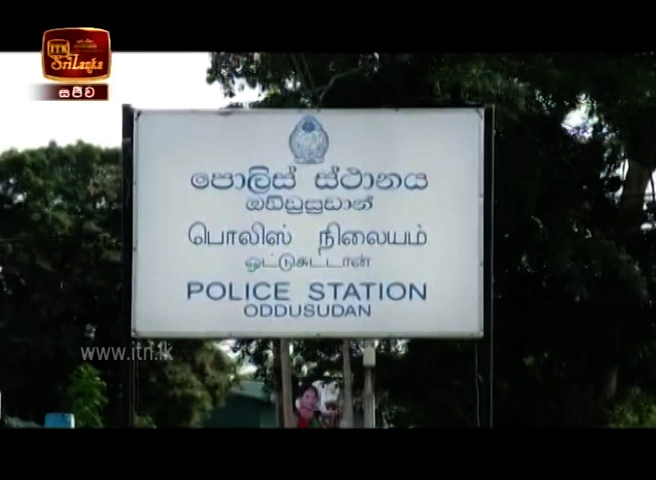 ITN
Sri Lanka
සජීව
පොලිස් ස්ථානය
ඔඩ්ඩුසුඩාන්
பொலிஸ் நிலையம்
ஒட்டுசுட்டான்
POLICE STATION
ODDUSUDAN
www.itn.lk